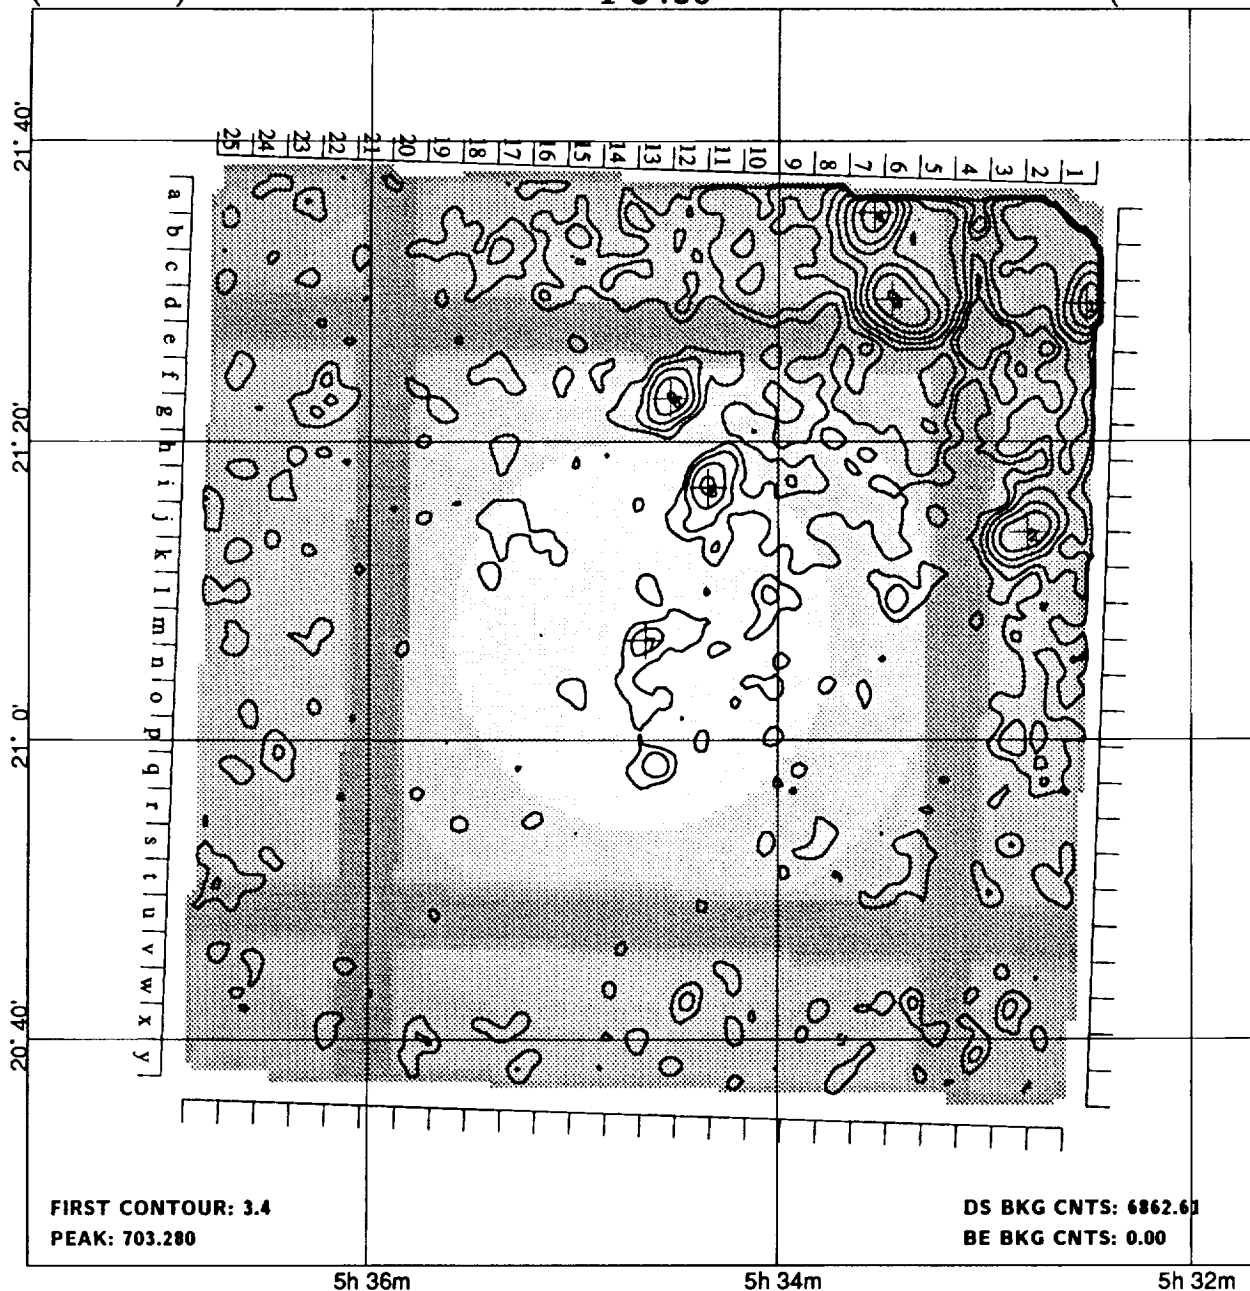 21° 40'
25 24 23 22 21 20 19 18 17 16 15 14 13 12 11 10 9 8 7 6 5 4 3 2 1
a b c d e f g h i j k l m n o p q r s t u v w x y
21° 20'
21° 0'
20° 40'
FIRST CONTOUR: 3.4
PEAK: 703.280
DS BKG CNTS: 6862.61
BE BKG CNTS: 0.00
5h 36m 5h 34m 5h 32m